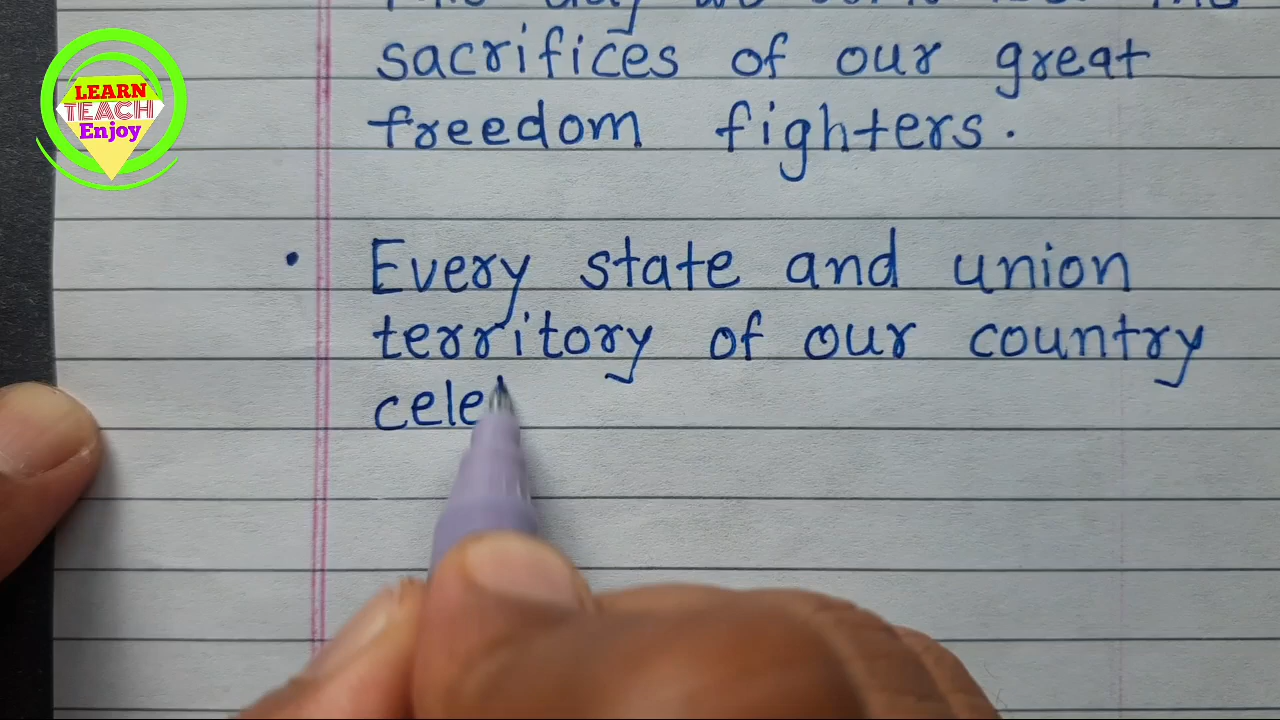 LEARN
TEACH
Enjoy
sacrifices of our great
freedom fighters.
• Every state and union
territory of our country
cele